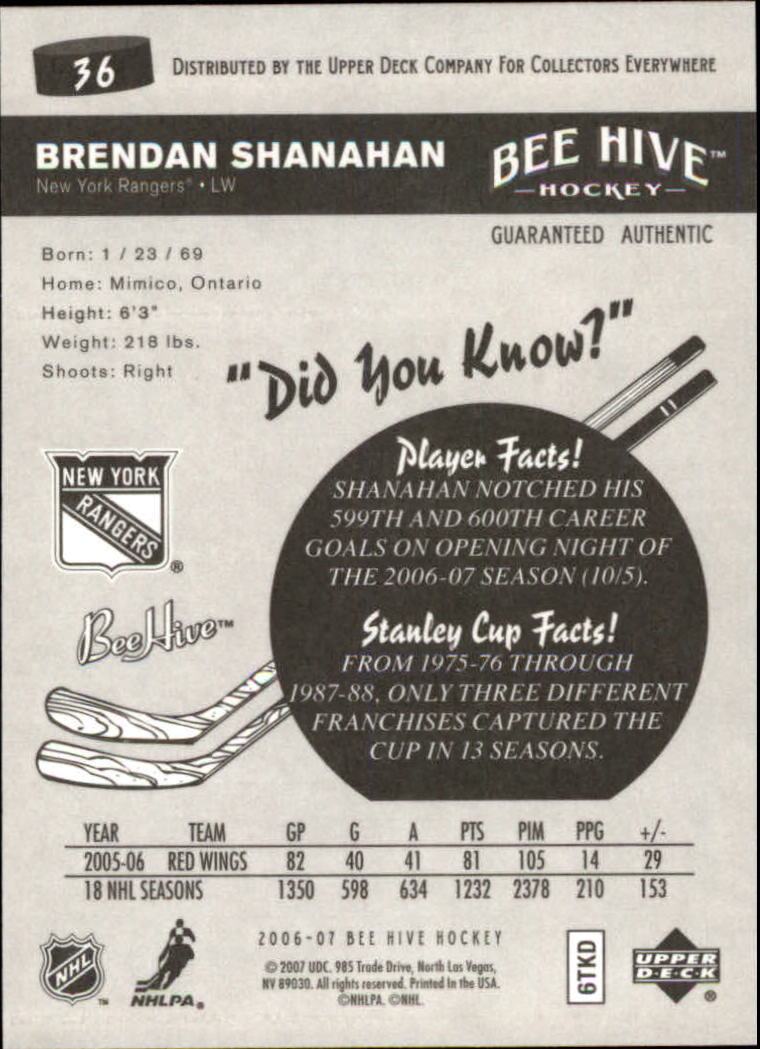 36
DISTRIBUTED BY THE UPPER DECK COMPANY FOR COLLECTORS EVERYWHERE
BRENDAN SHANAHAN
New York Rangers® • LW
BEE HIVE™
HOCKEY
GUARANTEED AUTHENTIC
Born: 1 / 23 / 69
Home: Mimico, Ontario
Height: 6'3"
Weight: 218 lbs.
Shoots: Right
"Did You Know?"
Player Facts!
SHANAHAN NOTCHED HIS
599TH AND 600TH CAREER
GOALS ON OPENING NIGHT OF
THE 2006-07 SEASON (10/5).
NEW YORK
RANGERS
®
BeeHive™
Stanley Cup Facts!
FROM 1975-76 THROUGH
1987-88, ONLY THREE DIFFERENT
FRANCHISES CAPTURED THE
CUP IN 13 SEASONS.
YEAR TEAM GP G A PTS PIM PPG +/-
2005-06 RED WINGS 82 40 41 81 105 14 29
18 NHL SEASONS 1350 598 634 1232 2378 210 153
NHL ™
NHLPA®
2006-07 BEE HIVE HOCKEY
© 2007 UDC. 985 Trade Drive, North Las Vegas,
NV 89030. All rights reserved. Printed In the USA.
©NHLPA. ©NHL.
6TKD
UPPER
D•E•C•K
®